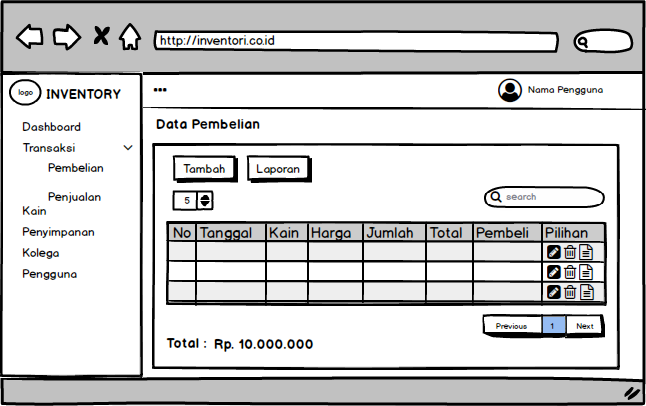 http://inventori.co.id
logo INVENTORY
••• Nama Pengguna
Dashboard
Transaksi
Pembelian
Penjualan
Kain
Penyimpanan
Kolega
Pengguna
Data Pembelian
Tambah Laporan
5 search
No Tanggal Kain Harga Jumlah Total Pembeli Pilihan
Previous 1 Next
Total : Rp. 10.000.000